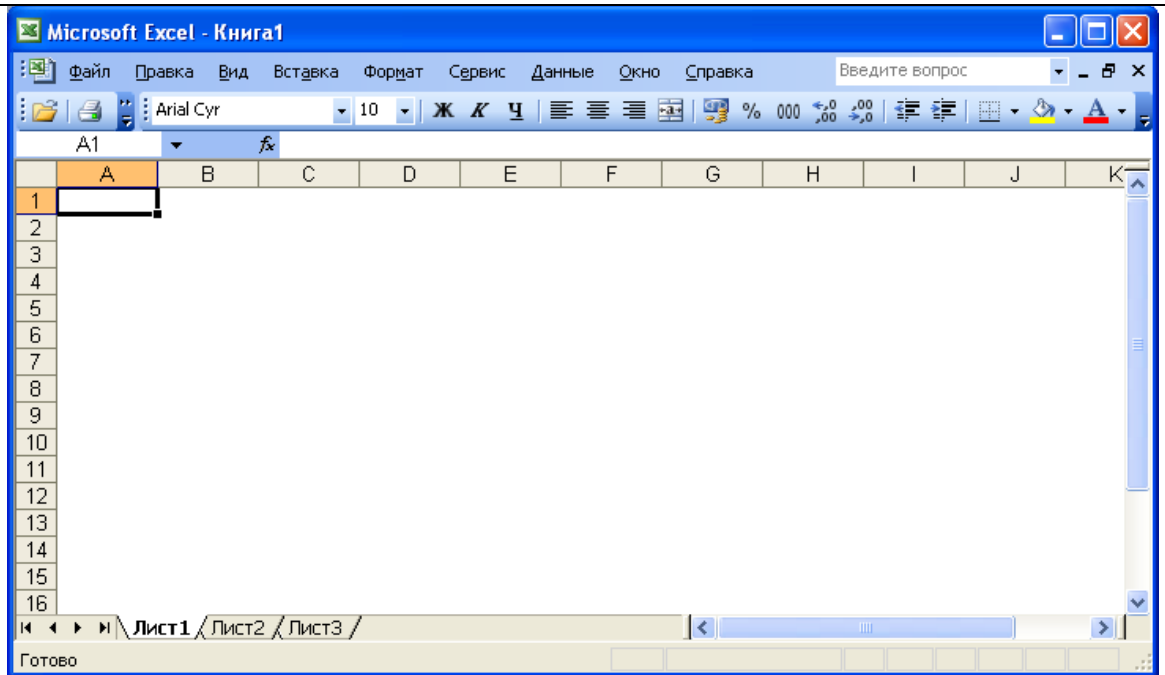 Microsoft Excel - Книга1
Файл Правка Вид Вставка Формат Сервис Данные Окно Справка Введите вопрос
Arial Cyr 10 Ж К Ч % 000 ,00 ,00
A1 fx
A B C D E F G H I J K
1
2
3
4
5
6
7
8
9
10
11
12
13
14
15
16
Лист1 Лист2 Лист3
Готово